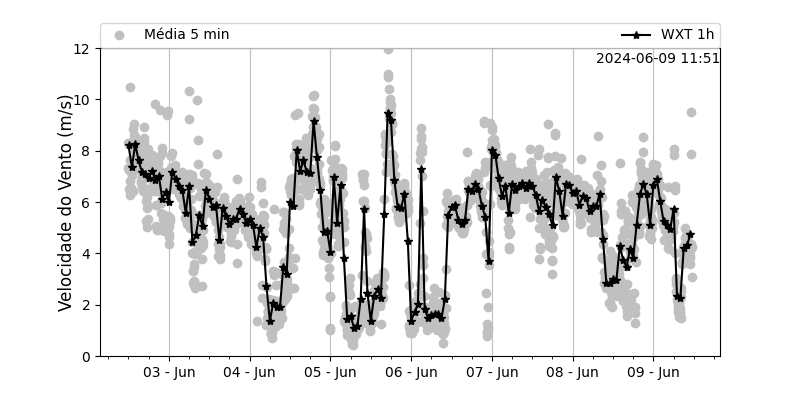 Média 5 min
WXT 1h
2024-06-09 11:51
Velocidade do Vento (m/s)
12
10
8
6
4
2
0
03 - Jun
04 - Jun
05 - Jun
06 - Jun
07 - Jun
08 - Jun
09 - Jun